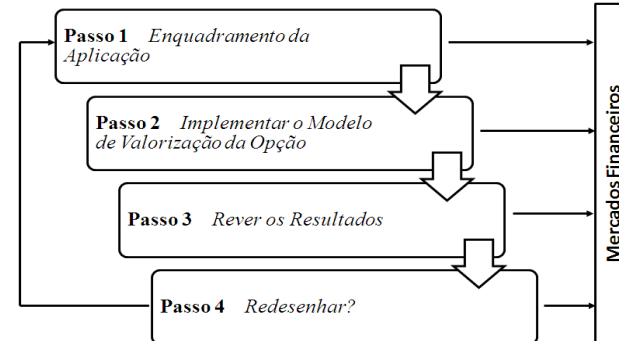 Passo 1 Enquadramento da
Aplicação
Passo 2 Implementar o Modelo
de Valorização da Opção
Passo 3 Rever os Resultados
Passo 4 Redesenhar?
Mercados Financeiros